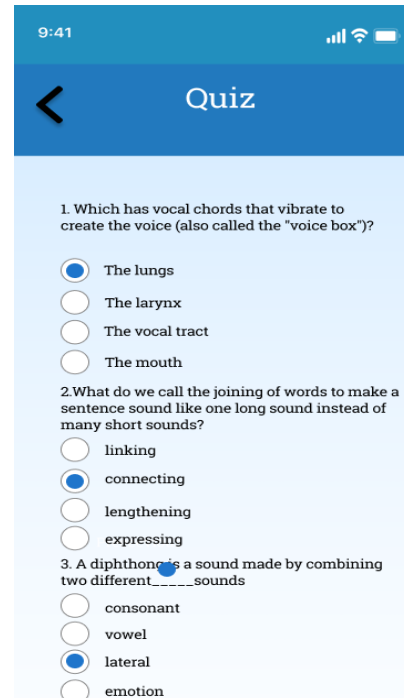 9:41
Quiz
1. Which has vocal chords that vibrate to
create the voice (also called the "voice box")?
The lungs
The larynx
The vocal tract
The mouth
2.What do we call the joining of words to make a
sentence sound like one long sound instead of
many short sounds?
linking
connecting
lengthening
expressing
3. A diphthong is a sound made by combining
two different_____sounds
consonant
vowel
lateral
emotion